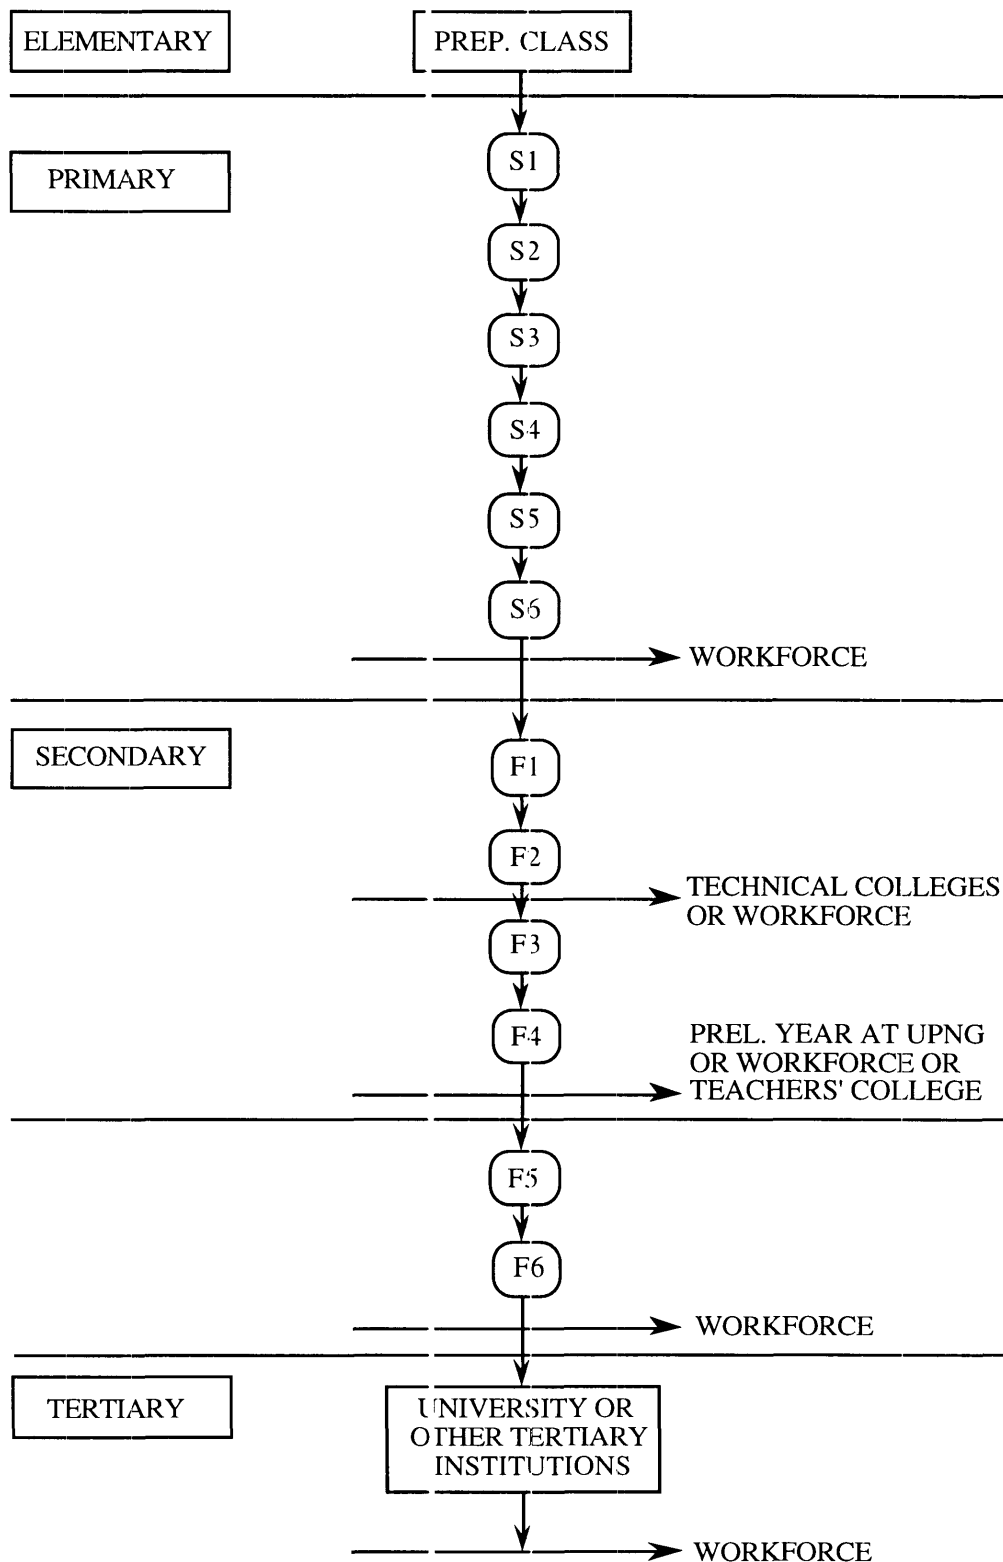 ELEMENTARY
PREP. CLASS
PRIMARY
S1
S2
S3
S4
S5
S6
WORKFORCE
SECONDARY
F1
F2
TECHNICAL COLLEGES
OR WORKFORCE
F3
F4
PREL. YEAR AT UPNG
OR WORKFORCE OR
TEACHERS' COLLEGE
F5
F6
WORKFORCE
TERTIARY
UNIVERSITY OR
OTHER TERTIARY
INSTITUTIONS
WORKFORCE